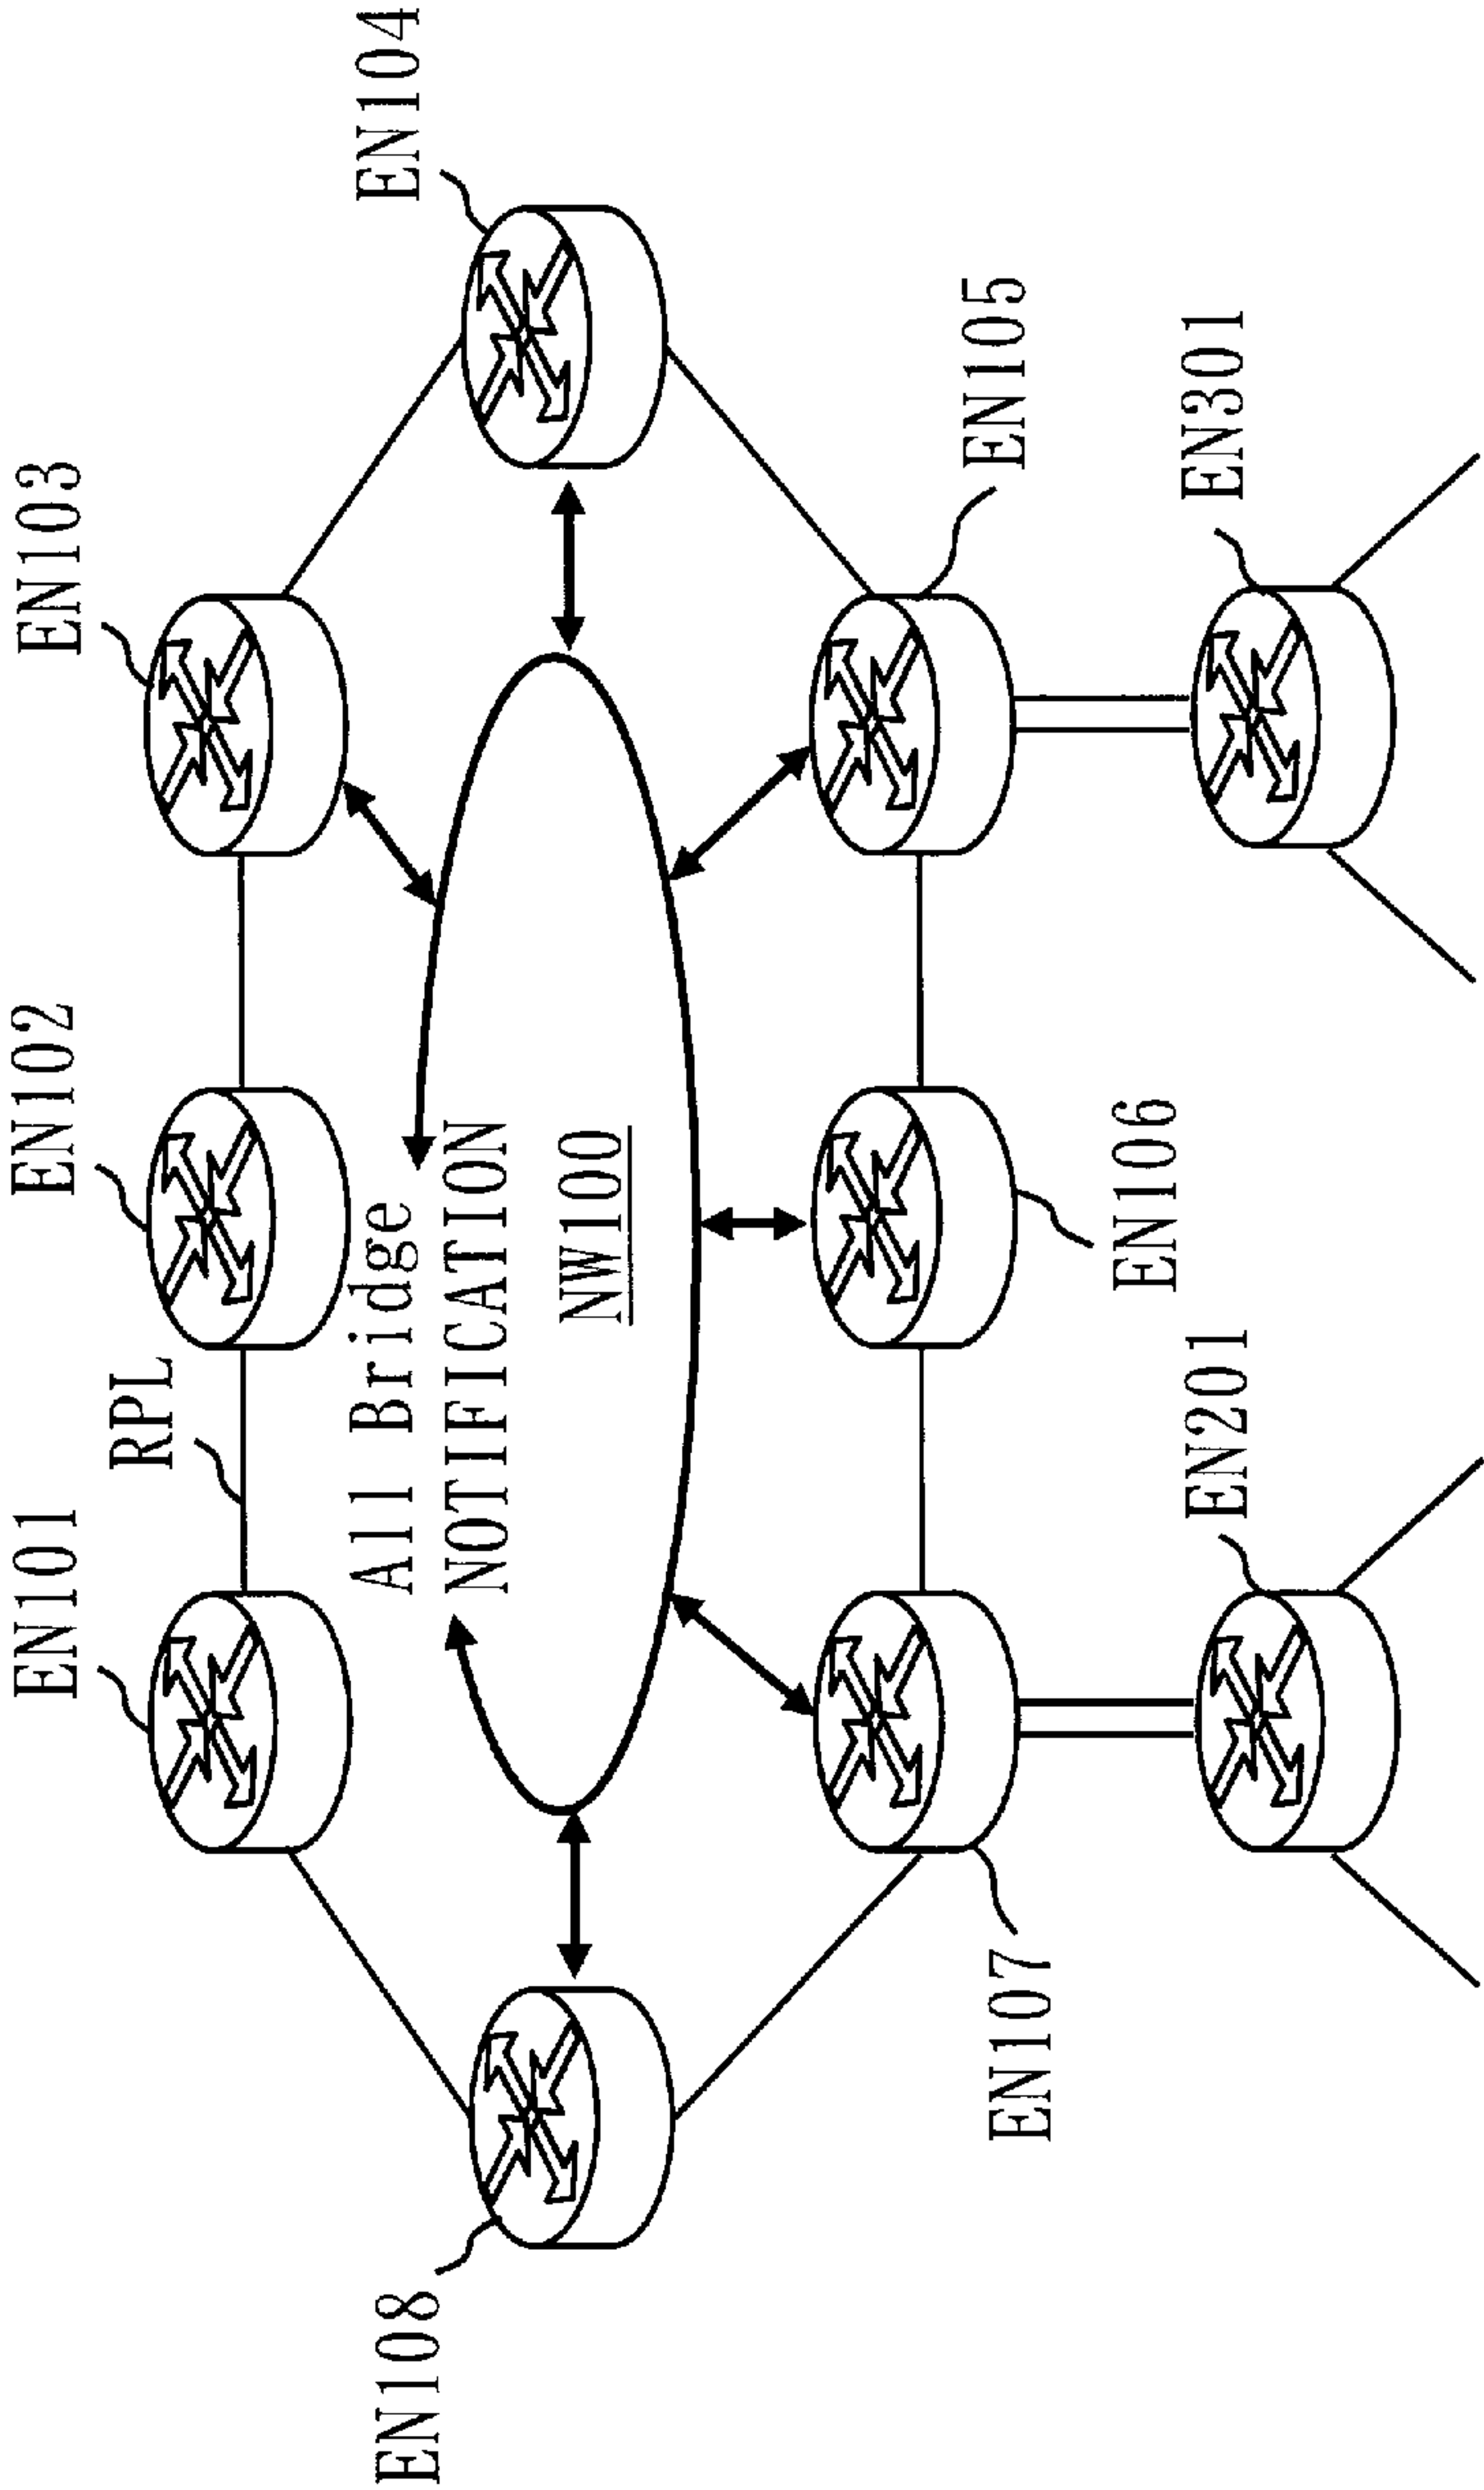 EN101
RPL
EN102
EN103
EN108
All Bridge
NOTIFICATION
NW100
EN104
EN107
EN106
EN105
EN201
EN301